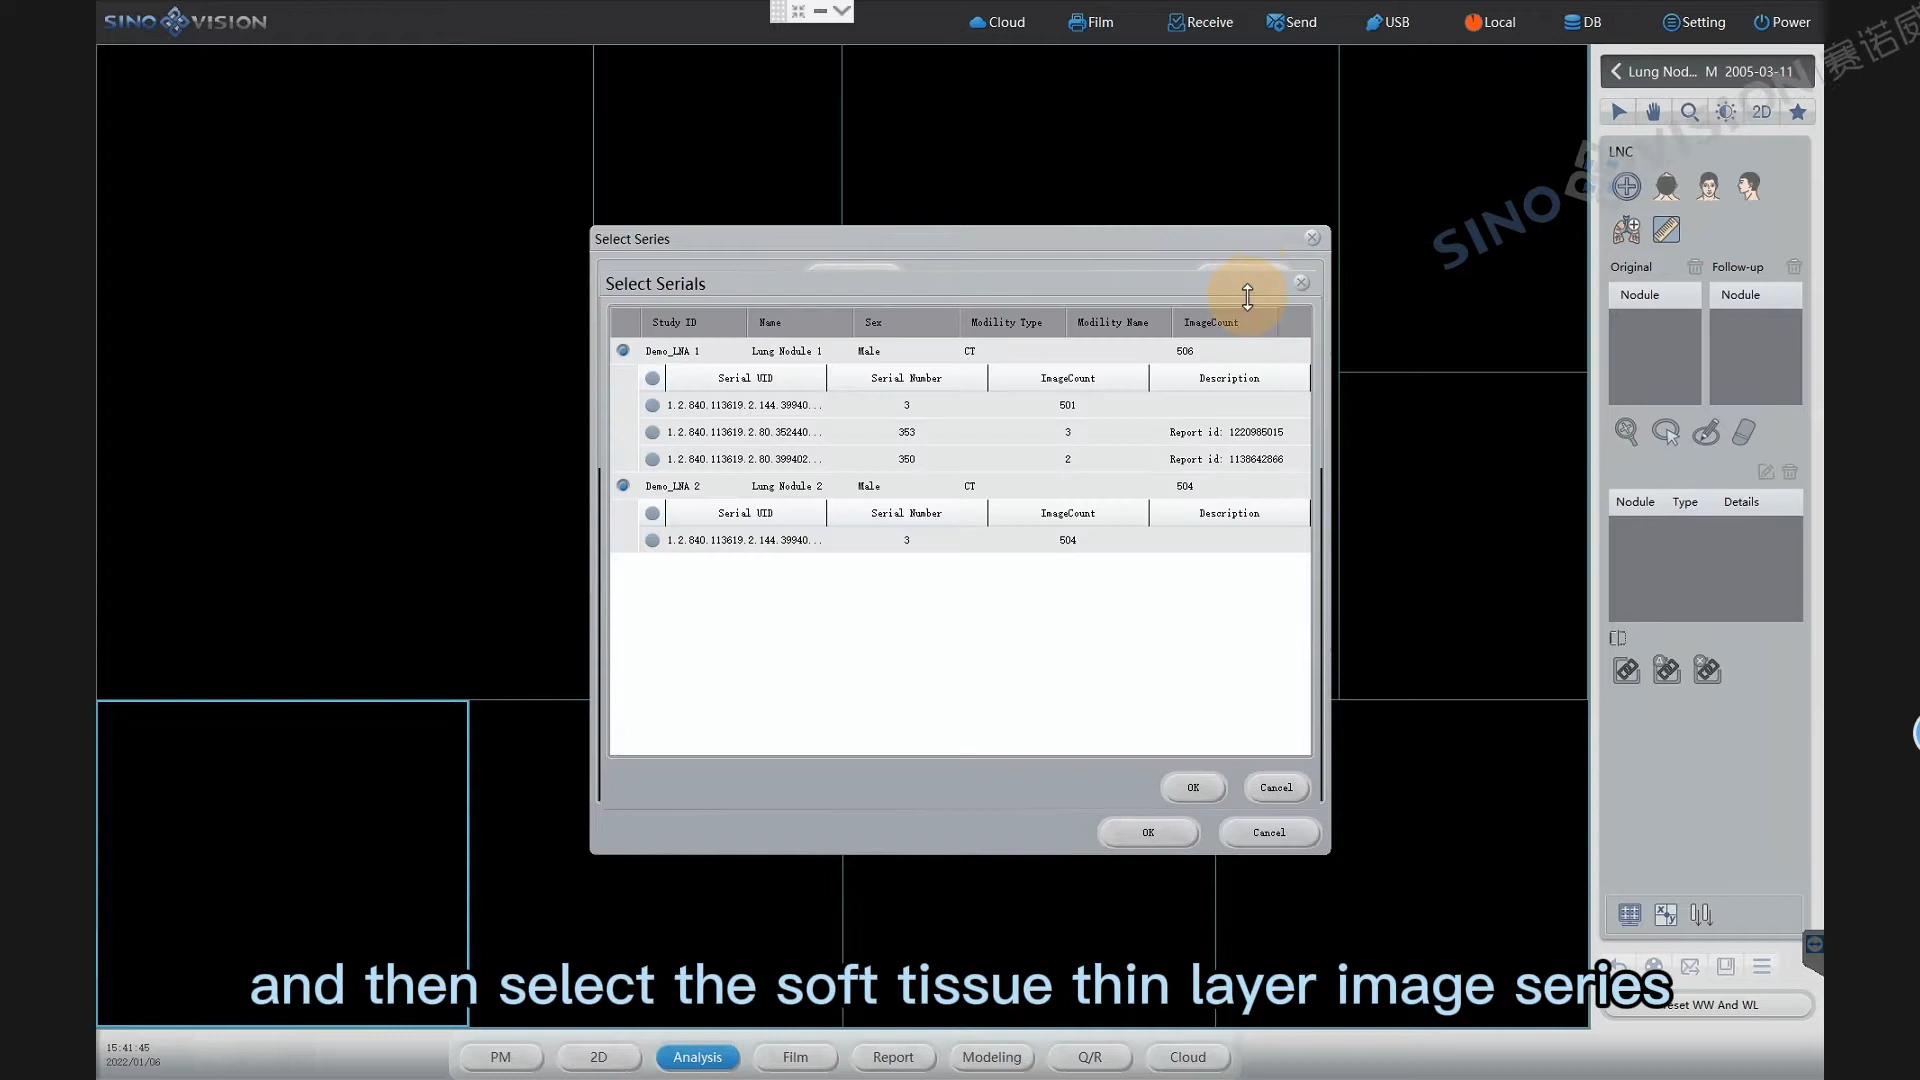 SINO VISION
Cloud Film Receive Send USB Local DB Setting Power
Lung Nod... M 2005-03-11
2D
LNC
SINO VISION 赛诺威
Original Follow-up
Nodule Nodule
Nodule Type Details
Select Series
Select Serials
Study ID Name Sex Modility Type Modility Name ImageCount
Demo_LNA 1 Lung Nodule 1 Male CT 506
Serial UID Serial Number ImageCount Description
1.2.840.113619.2.144.39940... 3 501
1.2.840.113619.2.80.352440... 353 3 Report id: 1220985015
1.2.840.113619.2.80.399402... 350 2 Report id: 1138642866
Demo_LNA 2 Lung Nodule 2 Male CT 504
Serial UID Serial Number ImageCount Description
1.2.840.113619.2.144.39940... 3 504
OK Cancel
OK Cancel
and then select the soft tissue thin layer image series
eset WW And WL
15:41:45
2022/01/06
PM 2D Analysis Film Report Modeling Q/R Cloud